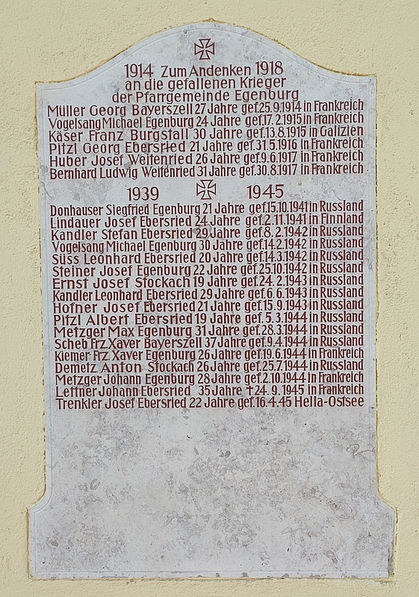 1914 Zum Andenken 1918
an die gefallenen Krieger
der Pfarrgemeinde Egenburg
Müller Georg Bayerszell 27 Jahre gef.25.9.1914 in Frankreich
Vogelsang Michael Egenburg 24 Jahre gef.17.2.1915 in Frankreich
Käser Franz Burgstall 30 Jahre gef.13.8.1915 in Galizien
Pitzl Georg Ebersried 21 Jahre gef.31.5.1916 in Frankreich
Huber Josef Weitenried 26 Jahre gef.9.6.1917 in Frankreich
Bernhard Ludwig Weitenried 31 Jahre gef.30.8.1917 in Frankreich
1939 1945
Donhauser Siegfried Egenburg 21 Jahre gef.15.10.1941 in Russland
Lindauer Josef Ebersried 24 Jahre gef.2.11.1941 in Finnland
Kandler Stefan Ebersried 29 Jahre gef.8.2.1942 in Russland
Vogelsang Michael Egenburg 30 Jahre gef.14.2.1942 in Russland
Süss Leonhard Ebersried 20 Jahre gef.14.3.1942 in Russland
Steiner Josef Egenburg 22 Jahre gef.25.10.1942 in Russland
Ernst Josef Stockach 19 Jahre gef.24.2.1943 in Russland
Kandler Leonhard Ebersried 29 Jahre gef.6.6.1943 in Russland
Hofner Josef Ebersried 21 Jahre gef.15.9.1943 in Russland
Pitzl Albert Ebersried 19 Jahre gef.5.3.1944 in Russland
Metzger Max Egenburg 31 Jahre gef.28.3.1944 in Russland
Scheb Frz.Xaver Bayerszell 37 Jahre gef.9.4.1944 in Russland
Kiemer Frz.Xaver Egenburg 26 Jahre gef.19.6.1944 in Frankreich
Demetz Anton Stockach 26 Jahre gef.25.7.1944 in Russland
Metzger Johann Egenburg 28 Jahre gef.2.10.1944 in Frankreich
Leffner Johann Ebersried 35 Jahre †24.9.1945 in Frankreich
Trenkler Josef Ebersried 22 Jahre gef.16.4.45 Hella-Ostsee